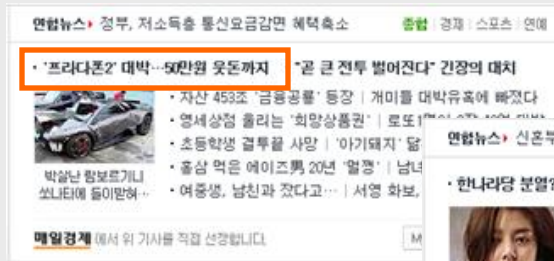 연합뉴스 정부, 저소득층 통신요금감면 혜택축소
종합 | 경제 | 스포츠 | 연예
· '프라다폰2' 대박…50만원 웃돈까지 "곧 큰 전투 벌어진다" 긴장의 대치
· 자산 453조 '금융공룡' 등장 | 개미들 대박유혹에 빠졌다
· 영세상점 울리는 '희망상품권' | 로또
· 초등학생 결투끝 사망 | '아기돼지'
· 홍삼 먹은 에이즈男 20년 '멀쩡' | 남녀
· 여중생, 남친과 잤다고… | 서영 화보,
박살난 람보르기니
쏘나타에 들이받혀…
매일경제 에서 위 기사를 직접 선정합니다.
연합뉴스 신혼부
· 한나라당 분열